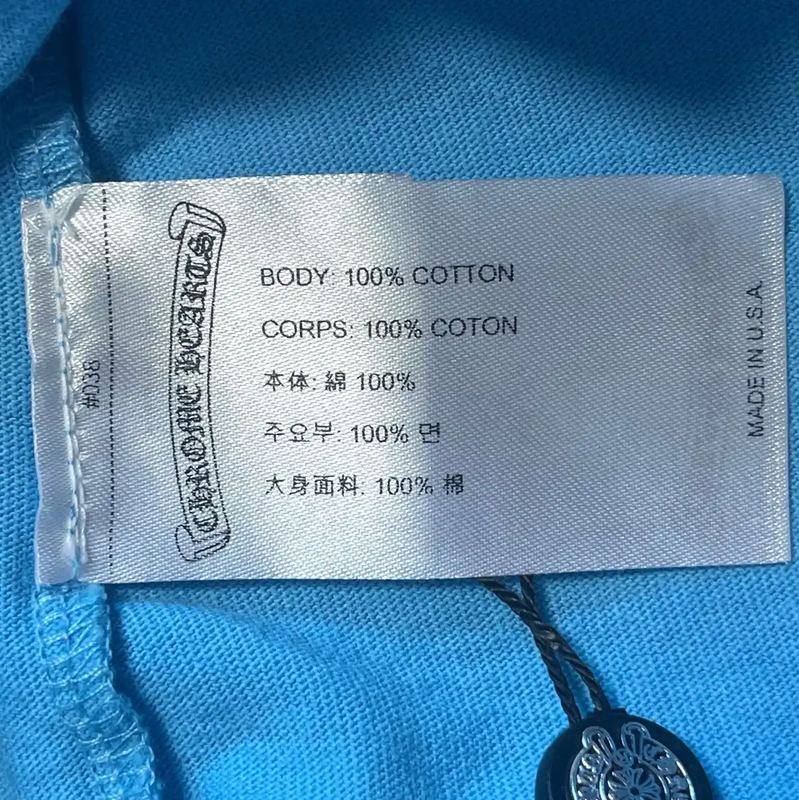 #038
CHROME HEARTS
BODY: 100% COTTON
CORPS: 100% COTON
本体: 綿 100%
주요부: 100% 면
大身面料: 100% 棉
MADE IN U.S.A.